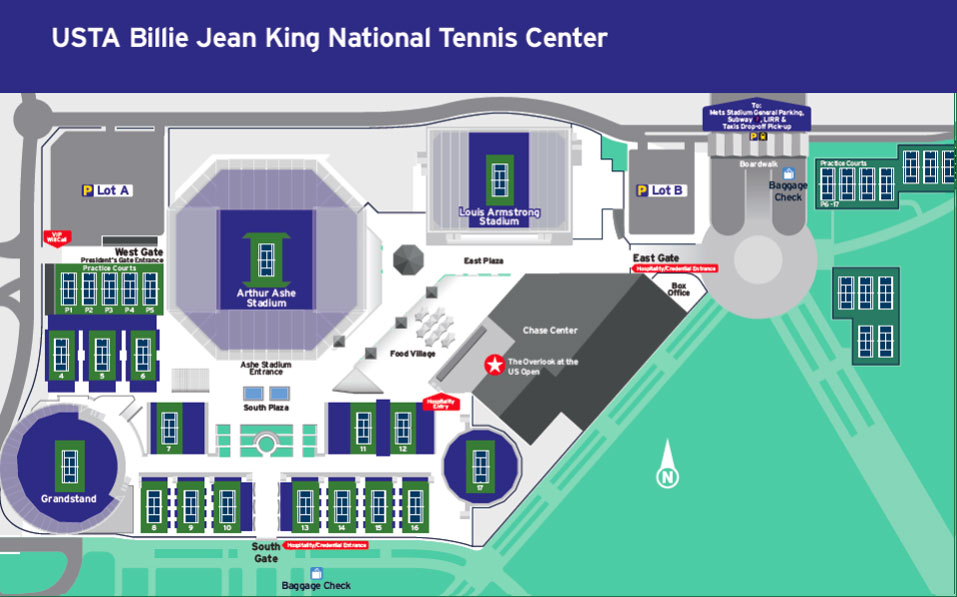 USTA Billie Jean King National Tennis Center
To:
Mets Stadium General Parking,
Subway 7, LIRR &
Taxis Drop-off Pick-up
P
Boardwalk
Baggage
Check
Practice Courts
P6 -17
P Lot A
P Lot B
Louis Armstrong
Stadium
VIP
Will Call
West Gate
President's Gate Entrance
Practice Courts
P1 P2 P3 P4 P5
Arthur Ashe
Stadium
East Plaza
East Gate
Hospitality/Credential Entrance
Box
Office
Chase Center
The Overlook at the
US Open
Food Village
4 5 6
Ashe Stadium
Entrance
South Plaza
Hospitality
Entry
7
11 12
Grandstand
17
8 9 10 13 14 15 16
N
South
Gate
Hospitality/Credential Entrance
Baggage Check